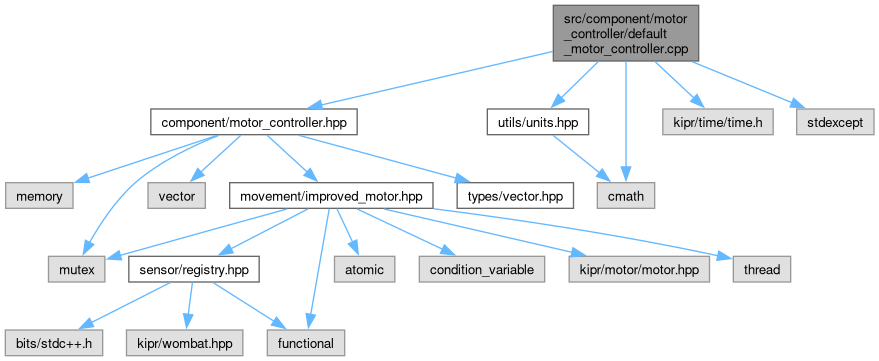 src/component/motor
_controller/default
_motor_controller.cpp
component/motor_controller.hpp
utils/units.hpp
kipr/time/time.h
stdexcept
memory
vector
movement/improved_motor.hpp
types/vector.hpp
cmath
mutex
sensor/registry.hpp
atomic
condition_variable
kipr/motor/motor.hpp
thread
bits/stdc++.h
kipr/wombat.hpp
functional